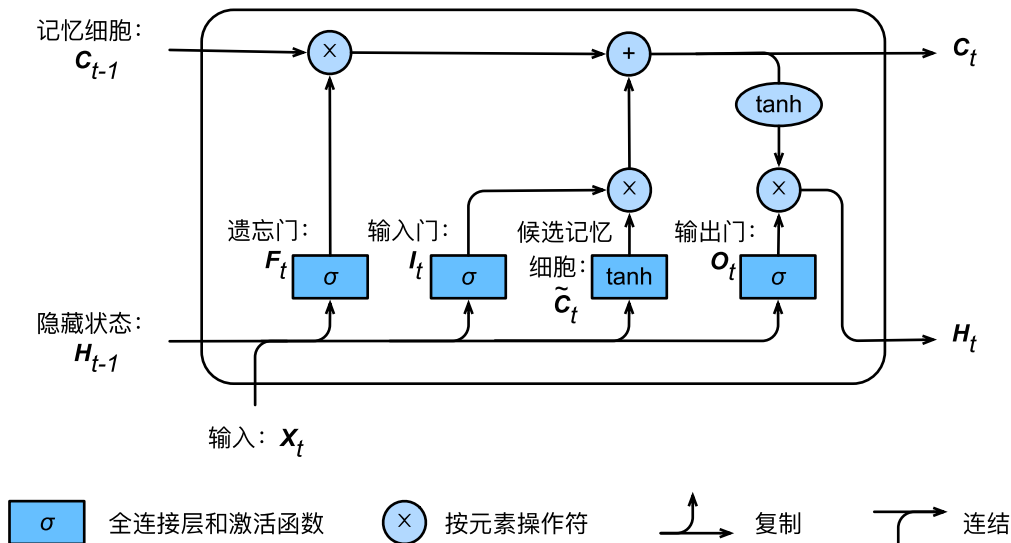 记忆细胞：
C_{t-1}
×
+
C_t
tanh
×
×
遗忘门：
F_t
σ
输入门：
I_t
σ
候选记忆
细胞：
C̃_t
tanh
输出门：
O_t
σ
隐藏状态：
H_{t-1}
H_t
输入：X_t
σ 全连接层和激活函数
× 按元素操作符
复制
连结